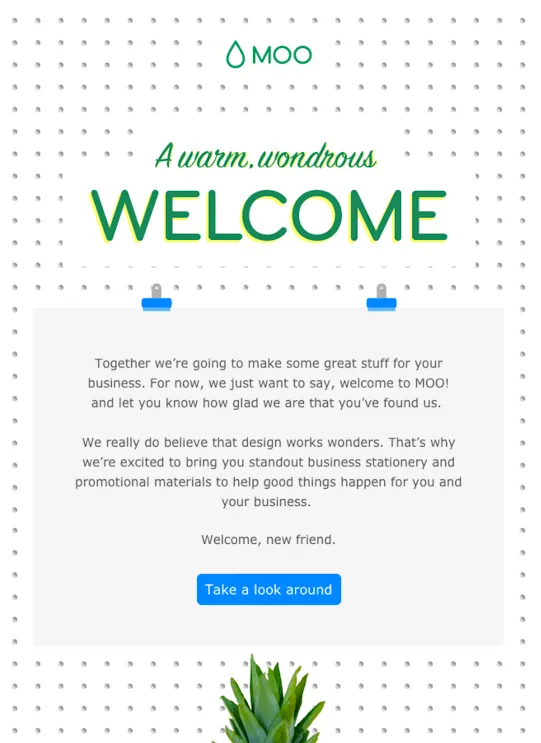 MOO
A warm, wondrous
WELCOME
Together we’re going to make some great stuff for your
business. For now, we just want to say, welcome to MOO!
and let you know how glad we are that you’ve found us.
We really do believe that design works wonders. That’s why
we’re excited to bring you standout business stationery and
promotional materials to help good things happen for you and
your business.
Welcome, new friend.
Take a look around